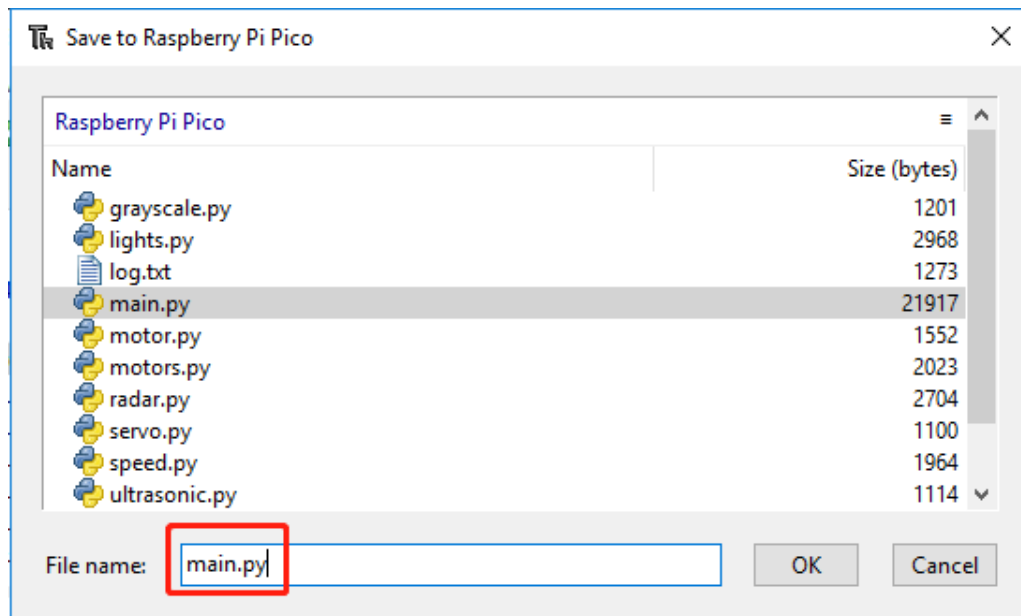 Save to Raspberry Pi Pico
Raspberry Pi Pico
Name Size (bytes)
grayscale.py 1201
lights.py 2968
log.txt 1273
main.py 21917
motor.py 1552
motors.py 2023
radar.py 2704
servo.py 1100
speed.py 1964
ultrasonic.py 1114
File name: main.py OK Cancel